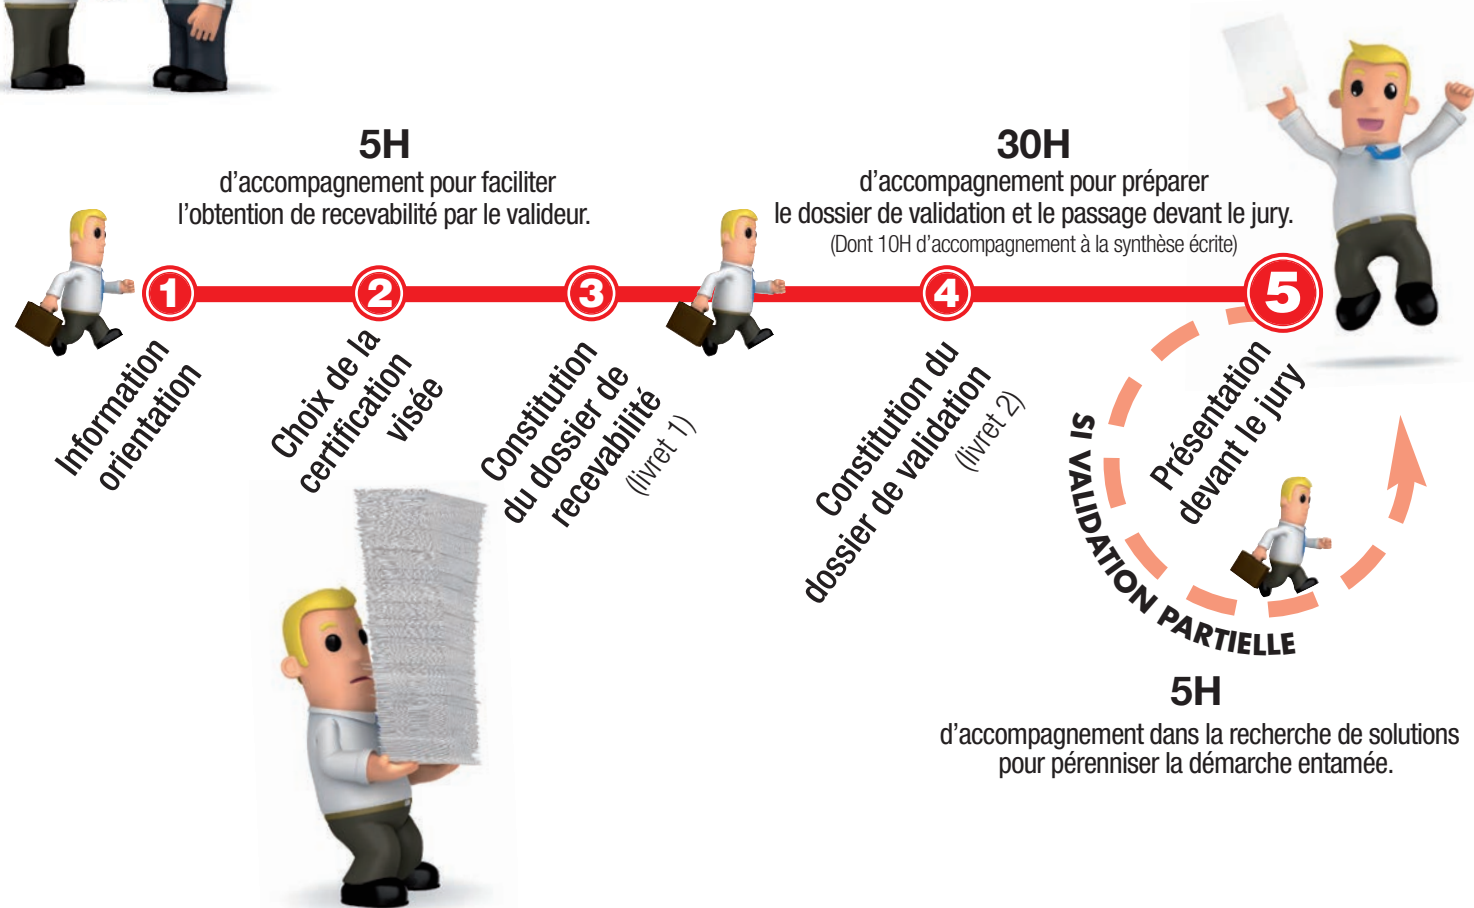 5H
d'accompagnement pour faciliter
l'obtention de recevabilité par le valideur.
30H
d'accompagnement pour préparer
le dossier de validation et le passage devant le jury.
(Dont 10H d'accompagnement à la synthèse écrite)
1
2
3
4
5
Information
orientation
Choix de la
certification
visée
Constitution
du dossier de
recevabilité
(livret 1)
Constitution du
dossier de validation
(livret 2)
Présentation
devant le jury
SI VALIDATION PARTIELLE
5H
d'accompagnement dans la recherche de solutions
pour pérenniser la démarche entamée.